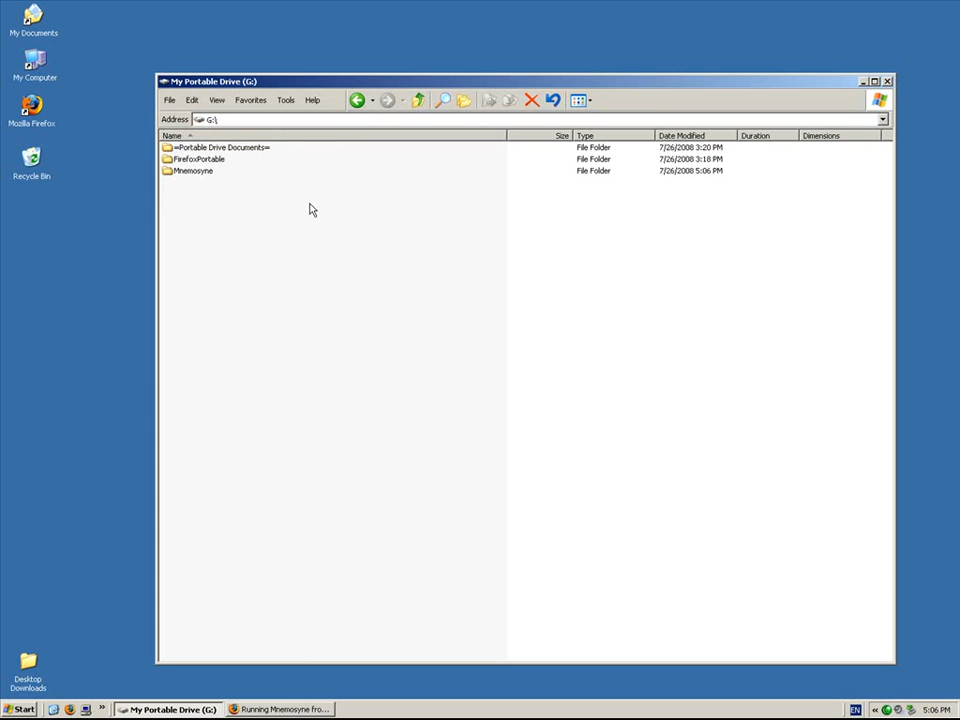 My Documents
My Computer
Mozilla Firefox
Recycle Bin
Desktop
Downloads
My Portable Drive (G:)
File Edit View Favorites Tools Help
Address G:\
Name Size Type Date Modified Duration Dimensions
=Portable Drive Documents= File Folder 7/26/2008 3:20 PM
FirefoxPortable File Folder 7/26/2008 3:18 PM
Mnemosyne File Folder 7/26/2008 5:06 PM
Start » My Portable Drive (G:) Running Mnemosyne fro... EN « 5:06 PM